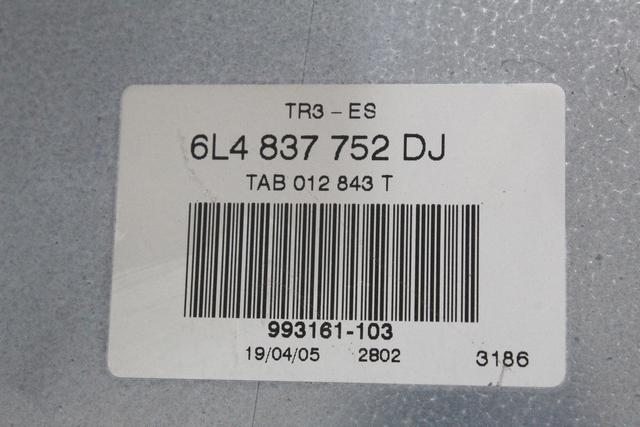 TR3 - ES
6L4 837 752 DJ
TAB 012 843 T
993161-103
19/04/05 2802 3186